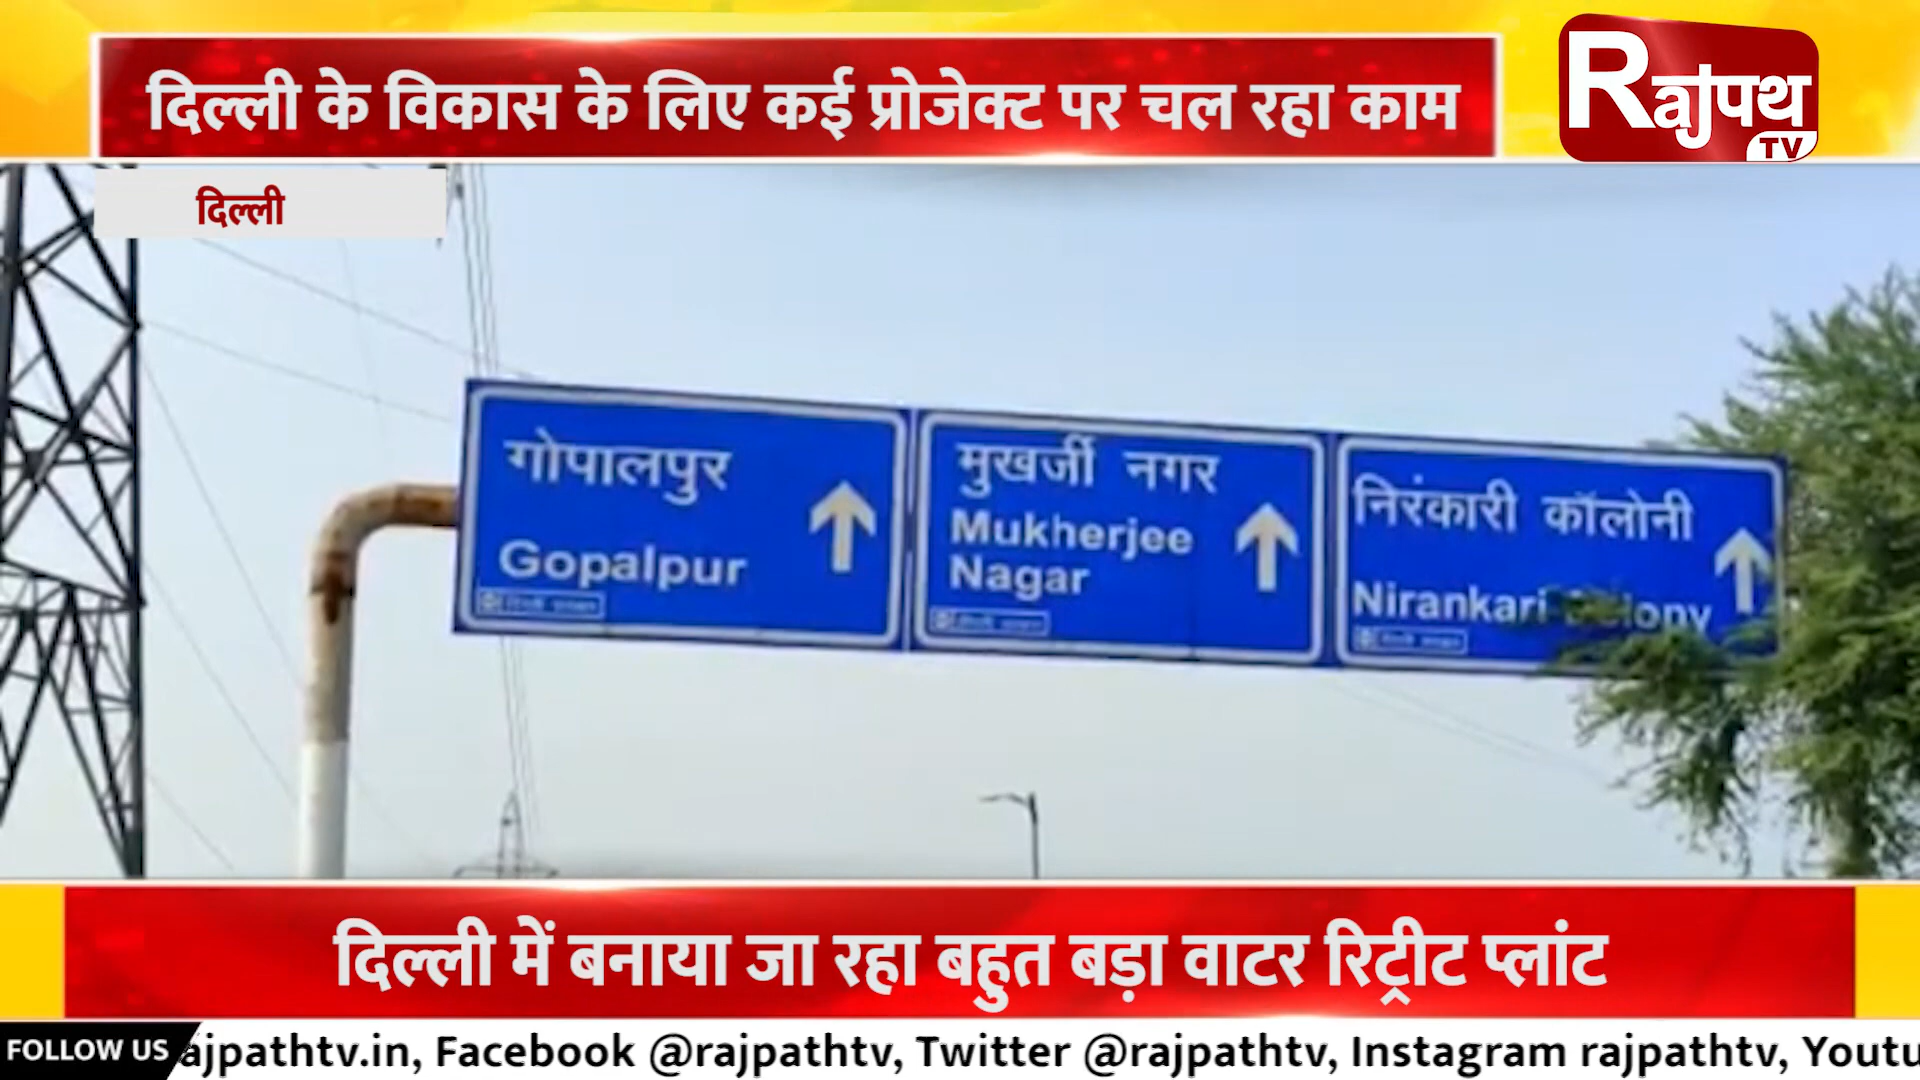 दिल्ली के विकास के लिए कई प्रोजेक्ट पर चल रहा काम
Rajपथ
TV
दिल्ली
गोपालपुर
Gopalpur
मुखर्जी नगर
Mukherjee
Nagar
निरंकारी कॉलोनी
Nirankari
दिल्ली में बनाया जा रहा बहुत बड़ा वाटर रिट्रीट प्लांट
FOLLOW US
ajpathtv.in, Facebook @rajpathtv, Twitter @rajpathtv, Instagram rajpathtv, Youtu